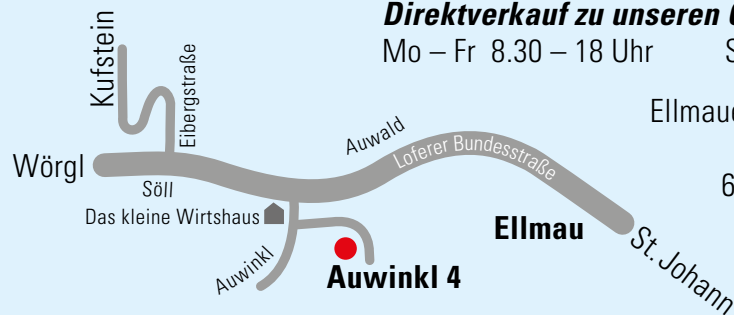 Direktverkauf zu unseren
Mo – Fr 8.30 – 18 Uhr
Kufstein
Eibergstraße
Auwald
Loferer Bundesstraße
Wörgl
Söll
Das kleine Wirtshaus
Ellmau
St. Johann
Auwinkl
Auwinkl 4